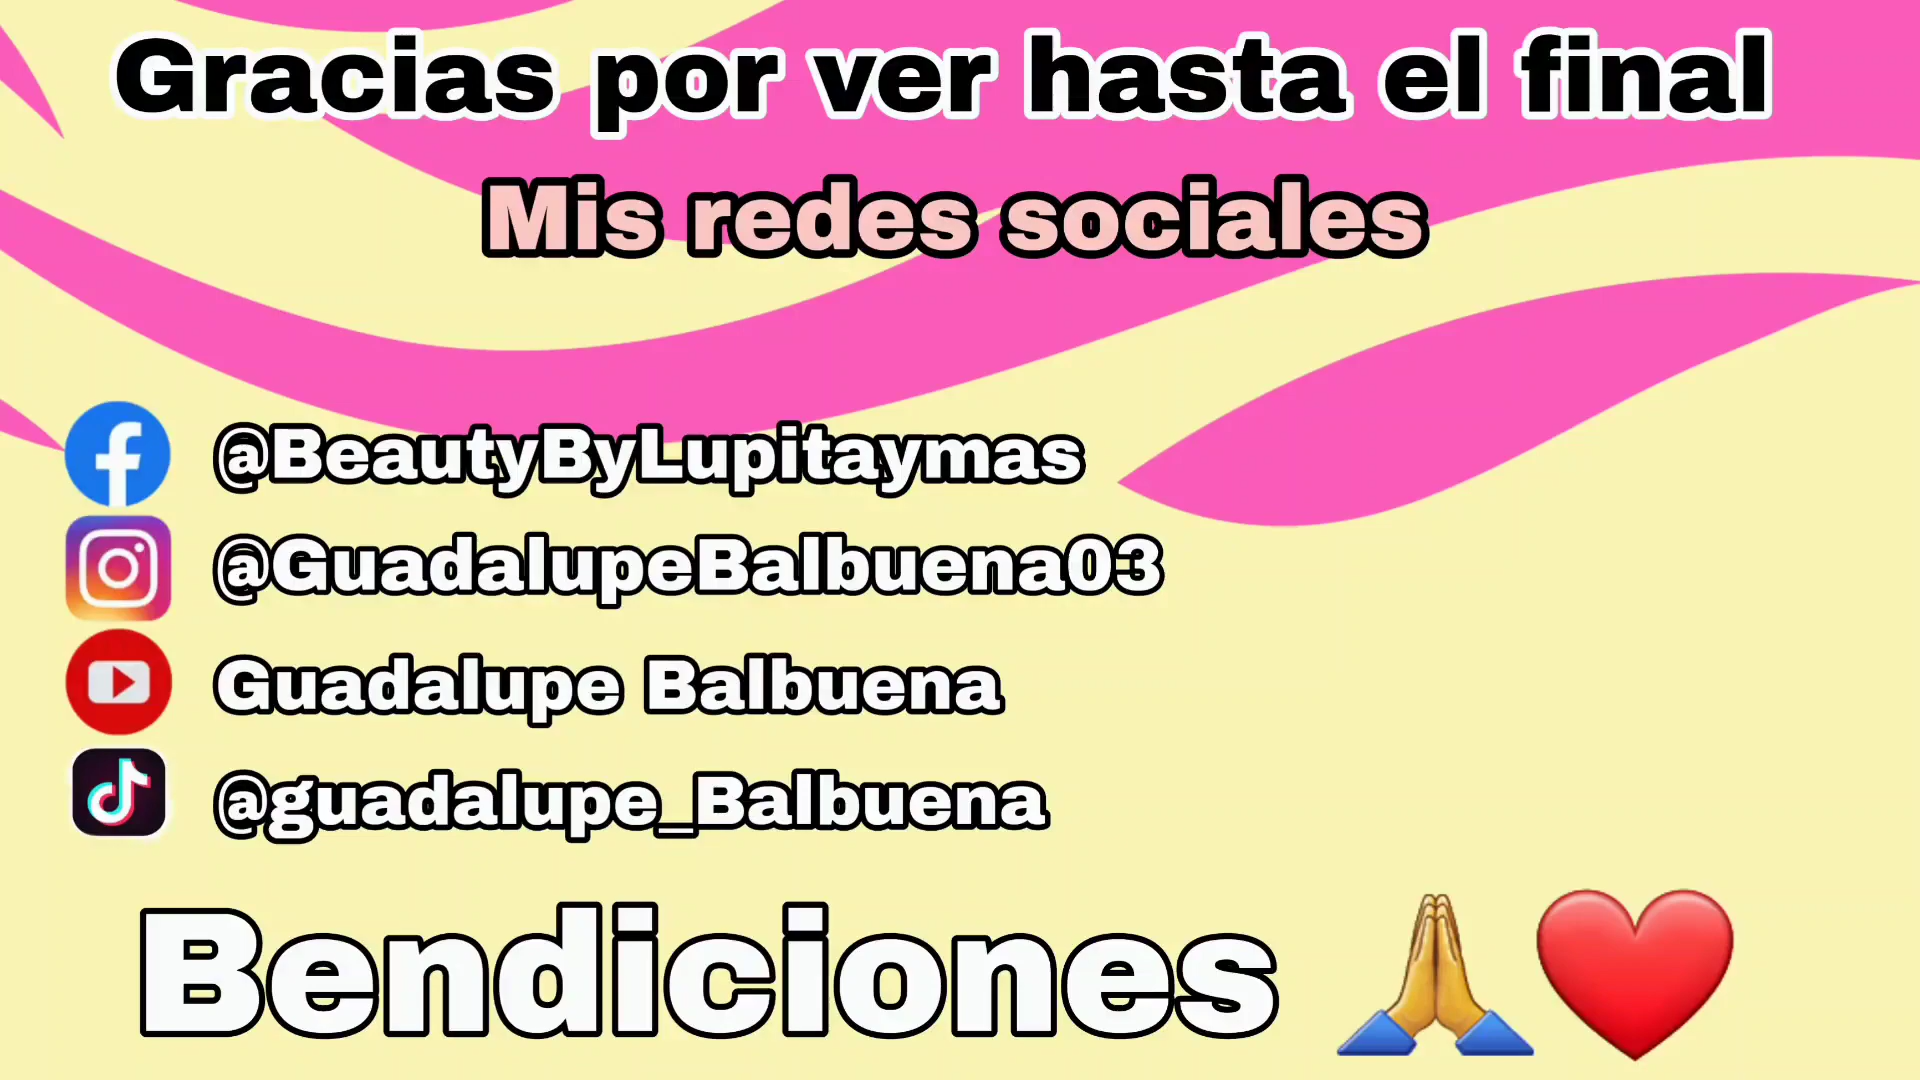 Gracias por ver hasta el final
Mis redes sociales
@BeautyByLupitaymas
@GuadalupeBalbuena03
Guadalupe Balbuena
@guadalupe_Balbuena
Bendiciones 🙏❤️